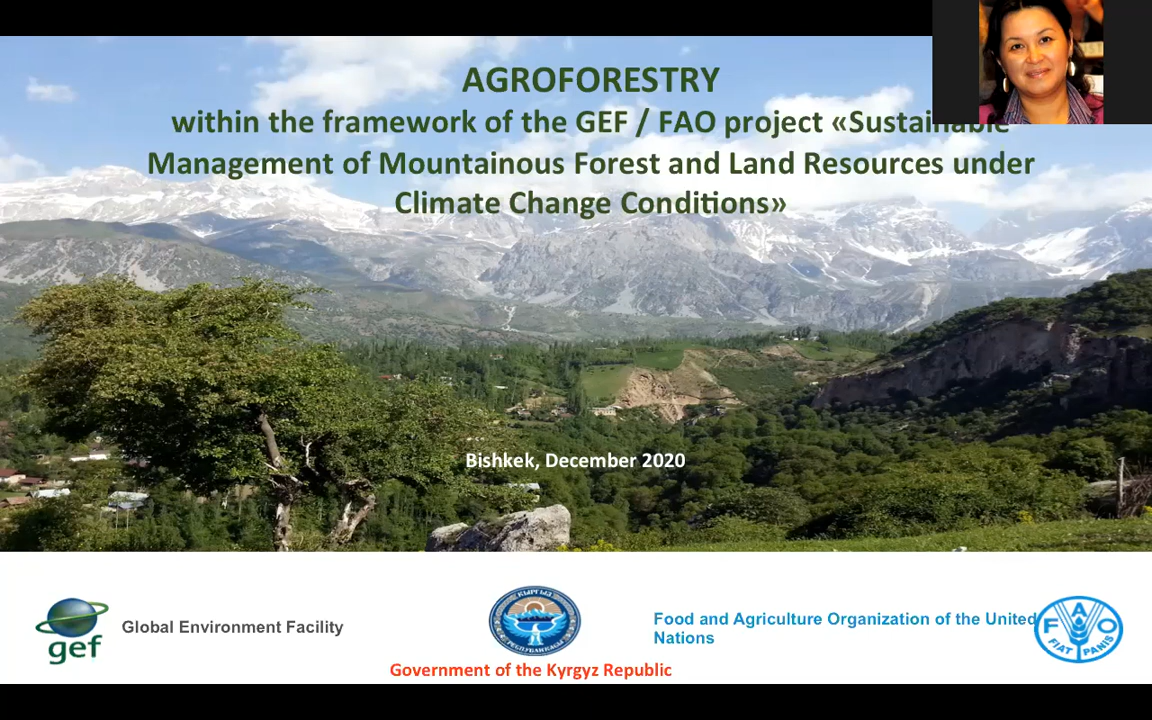 AGROFORESTRY
within the framework of the GEF / FAO project «Sustainable
Management of Mountainous Forest and Land Resources under
Climate Change Conditions»
Bishkek, December 2020
gef
Global Environment Facility
КЫРГЫЗ
РЕСПУБЛИКАСЫ
Government of the Kyrgyz Republic
Food and Agriculture Organization of the United
Nations
F A O
FIAT PANIS